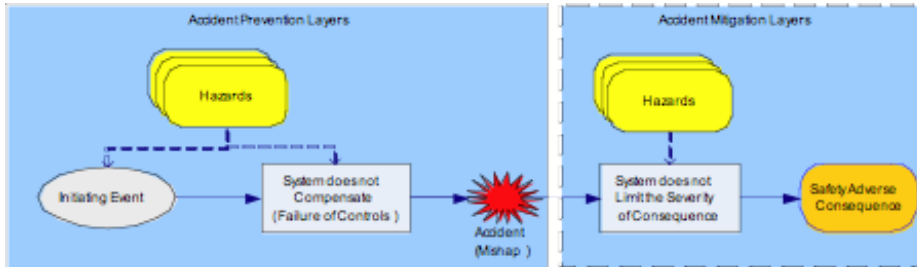 Accident Prevention Layers
Accident Mitigation Layers
Hazards
Hazards
Initiating Event
System does not
Compensate
(Failure of Controls )
Accident
(Mishap )
System does not
Limit the Severity
of Consequence
Safety Adverse
Consequence